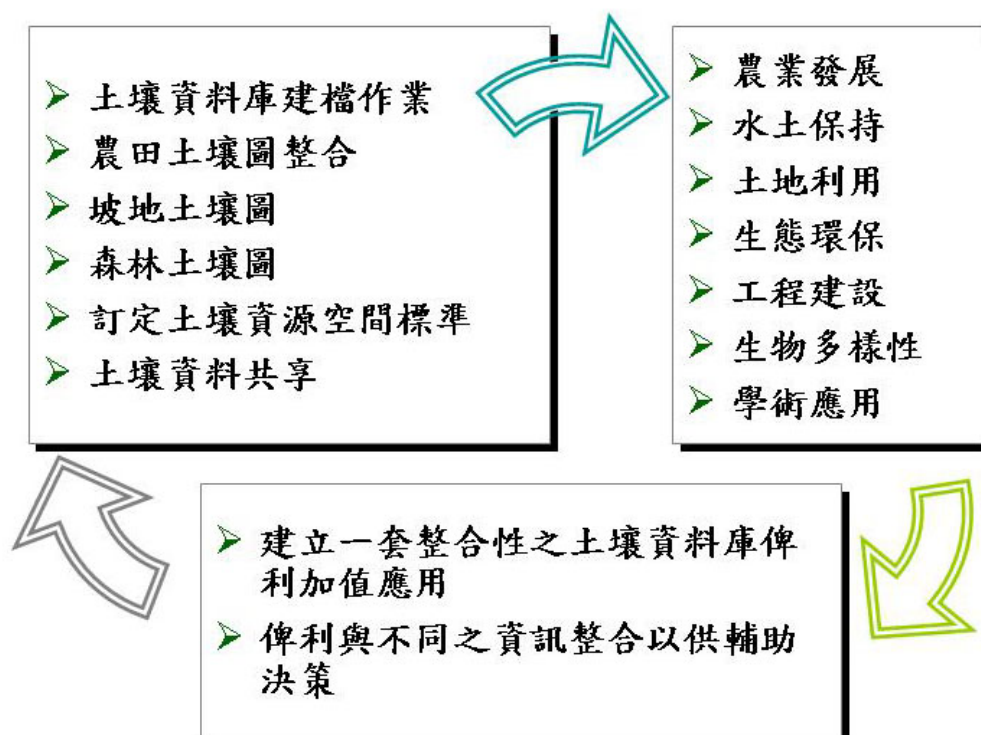 土壤資料庫建檔作業
農田土壤圖整合
坡地土壤圖
森林土壤圖
訂定土壤資源空間標準
土壤資料共享
農業發展
水土保持
土地利用
生態環保
工程建設
生物多樣性
學術應用
建立一套整合性之土壤資料庫俾
利加值應用
俾利與不同之資訊整合以供輔助
決策